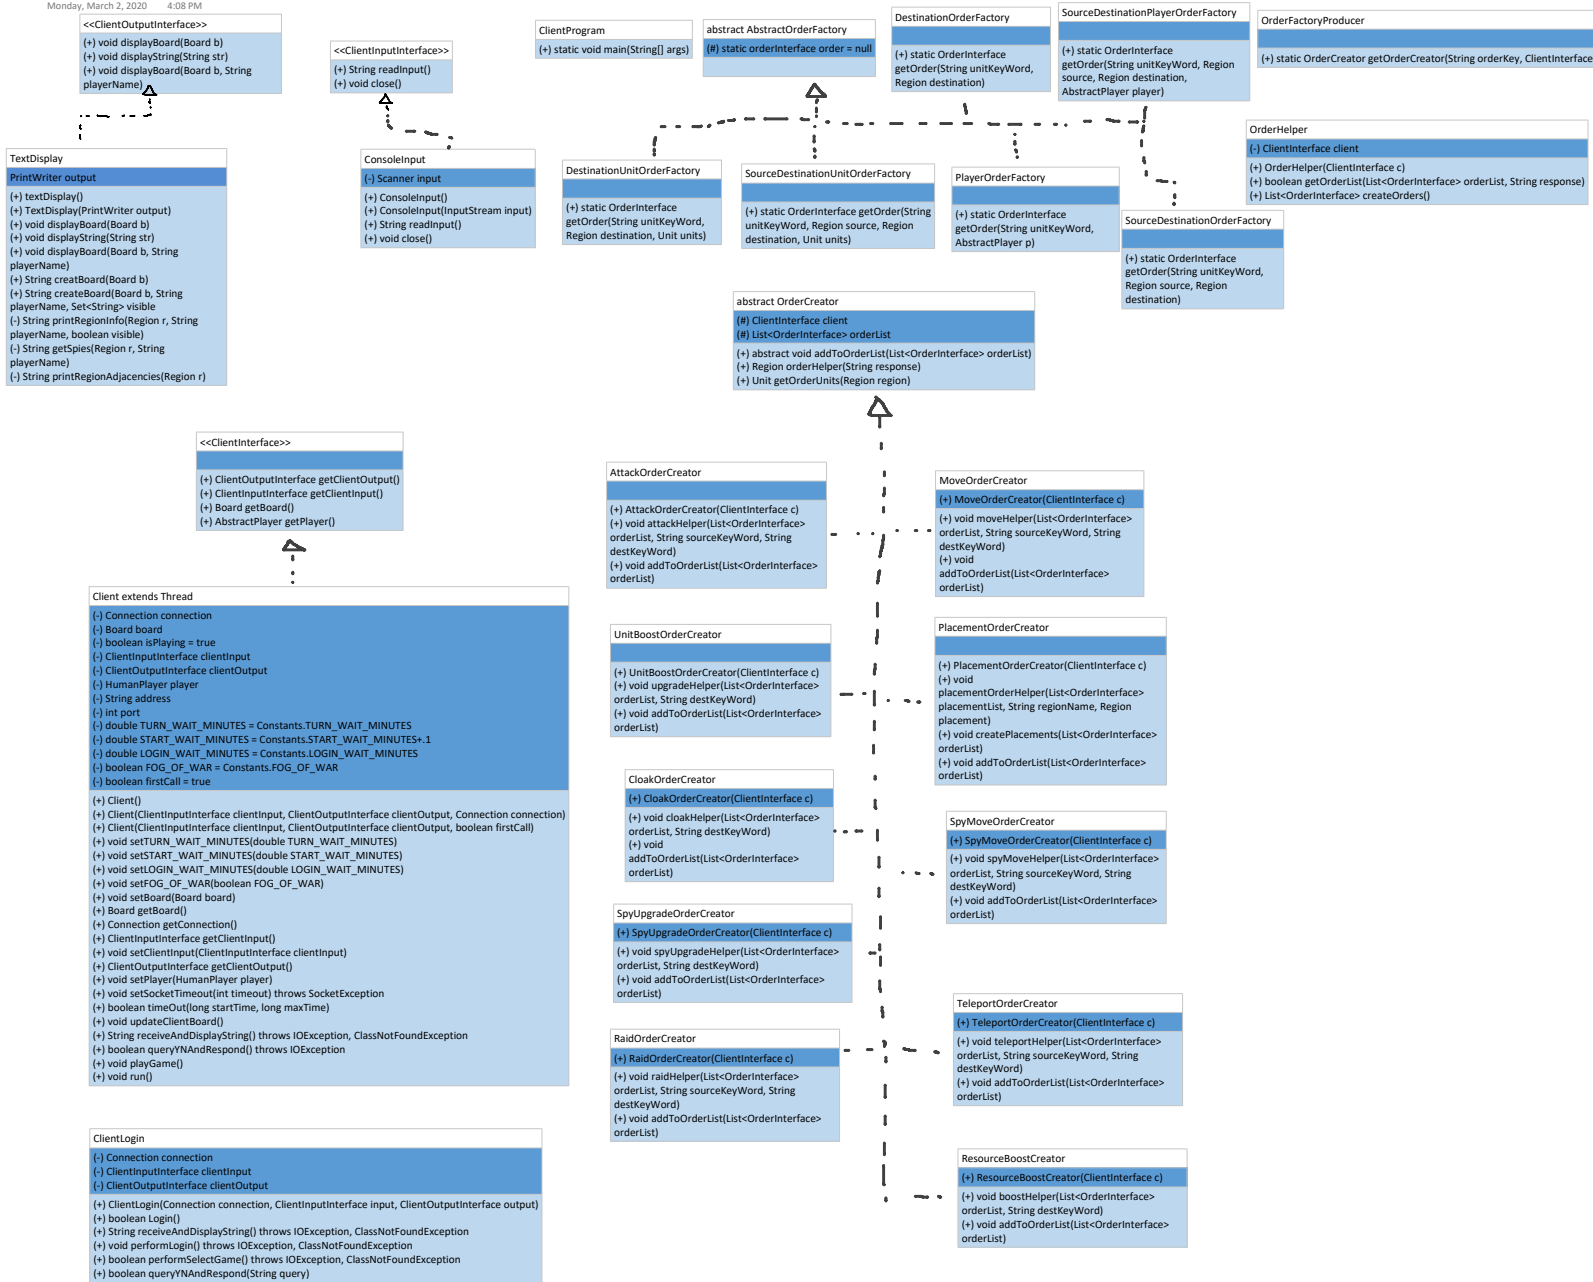 Monday, March 2, 2020 4:08 PM
<<ClientOutputInterface>>
(+) void displayBoard(Board b)
(+) void displayString(String str)
(+) void displayBoard(Board b, String
playerName)
<<ClientInputInterface>>
(+) String readInput()
(+) void close()
ClientProgram
(+) static void main(String[] args)
abstract AbstractOrderFactory
(#) static orderInterface order = null
DestinationOrderFactory
(+) static OrderInterface
getOrder(String unitKeyWord,
Region destination)
SourceDestinationPlayerOrderFactory
(+) static OrderInterface
getOrder(String unitKeyWord, Region
source, Region destination,
AbstractPlayer player)
OrderFactoryProducer
(+) static OrderCreator getOrderCreator(String orderKey, ClientInterface
TextDisplay
PrintWriter output
(+) textDisplay()
(+) TextDisplay(PrintWriter output)
(+) void displayBoard(Board b)
(+) void displayString(String str)
(+) void displayBoard(Board b, String
playerName)
(+) String creatBoard(Board b)
(+) String createBoard(Board b, String
playerName, Set<String> visible
(-) String printRegionInfo(Region r, String
playerName, boolean visible)
(-) String getSpies(Region r, String
playerName)
(-) String printRegionAdjacencies(Region r)
ConsoleInput
(-) Scanner input
(+) ConsoleInput()
(+) ConsoleInput(InputStream input)
(+) String readInput()
(+) void close()
DestinationUnitOrderFactory
(+) static OrderInterface
getOrder(String unitKeyWord,
Region destination, Unit units)
SourceDestinationUnitOrderFactory
(+) static OrderInterface getOrder(String
unitKeyWord, Region source, Region
destination, Unit units)
PlayerOrderFactory
(+) static OrderInterface
getOrder(String unitKeyWord,
AbstractPlayer p)
OrderHelper
(-) ClientInterface client
(+) OrderHelper(ClientInterface c)
(+) boolean getOrderList(List<OrderInterface> orderList, String response)
(+) List<OrderInterface> createOrders()
SourceDestinationOrderFactory
(+) static OrderInterface
getOrder(String unitKeyWord,
Region source, Region
destination)
abstract OrderCreator
(#) ClientInterface client
(#) List<OrderInterface> orderList
(+) abstract void addToOrderList(List<OrderInterface> orderList)
(+) Region orderHelper(String response)
(+) Unit getOrderUnits(Region region)
<<ClientInterface>>
(+) ClientOutputInterface getClientOutput()
(+) ClientInputInterface getClientInput()
(+) Board getBoard()
(+) AbstractPlayer getPlayer()
Client extends Thread
(-) Connection connection
(-) Board board
(-) boolean isPlaying = true
(-) ClientInputInterface clientInput
(-) ClientOutputInterface clientOutput
(-) HumanPlayer player
(-) String address
(-) int port
(-) double TURN_WAIT_MINUTES = Constants.TURN_WAIT_MINUTES
(-) double START_WAIT_MINUTES = Constants.START_WAIT_MINUTES+.1
(-) double LOGIN_WAIT_MINUTES = Constants.LOGIN_WAIT_MINUTES
(-) boolean FOG_OF_WAR = Constants.FOG_OF_WAR
(-) boolean firstCall = true
(+) Client()
(+) Client(ClientInputInterface clientInput, ClientOutputInterface clientOutput, Connection connection)
(+) Client(ClientInputInterface clientInput, ClientOutputInterface clientOutput, boolean firstCall)
(+) void setTURN_WAIT_MINUTES(double TURN_WAIT_MINUTES)
(+) void setSTART_WAIT_MINUTES(double START_WAIT_MINUTES)
(+) void setLOGIN_WAIT_MINUTES(double LOGIN_WAIT_MINUTES)
(+) void setFOG_OF_WAR(boolean FOG_OF_WAR)
(+) void setBoard(Board board)
(+) Board getBoard()
(+) Connection getConnection()
(+) ClientInputInterface getClientInput()
(+) void setClientInput(ClientInputInterface clientInput)
(+) ClientOutputInterface getClientOutput()
(+) void setPlayer(HumanPlayer player)
(+) void setSocketTimeout(int timeout) throws SocketException
(+) boolean timeOut(long startTime, long maxTime)
(+) void updateClientBoard()
(+) String receiveAndDisplayString() throws IOException, ClassNotFoundException
(+) boolean queryYNAndRespond() throws IOException
(+) void playGame()
(+) void run()
ClientLogin
(-) Connection connection
(-) ClientInputInterface clientInput
(-) ClientOutputInterface clientOutput
(+) ClientLogin(Connection connection, ClientInputInterface input, ClientOutputInterface output)
(+) boolean Login()
(+) String receiveAndDisplayString() throws IOException, ClassNotFoundException
(+) void performLogin() throws IOException, ClassNotFoundException
(+) boolean performSelectGame() throws IOException, ClassNotFoundException
(+) boolean queryYNAndRespond(String query)
AttackOrderCreator
(+) AttackOrderCreator(ClientInterface c)
(+) void attackHelper(List<OrderInterface>
orderList, String sourceKeyWord, String
destKeyWord)
(+) void addToOrderList(List<OrderInterface>
orderList)
MoveOrderCreator
(+) MoveOrderCreator(ClientInterface c)
(+) void moveHelper(List<OrderInterface>
orderList, String sourceKeyWord, String
destKeyWord)
(+) void
addToOrderList(List<OrderInterface>
orderList)
UnitBoostOrderCreator
(+) UnitBoostOrderCreator(ClientInterface c)
(+) void upgradeHelper(List<OrderInterface>
orderList, String destKeyWord)
(+) void addToOrderList(List<OrderInterface>
orderList)
PlacementOrderCreator
(+) PlacementOrderCreator(ClientInterface c)
(+) void
placementOrderHelper(List<OrderInterface>
placementList, String regionName, Region
placement)
(+) void createPlacements(List<OrderInterface>
orderList)
(+) void addToOrderList(List<OrderInterface>
orderList)
CloakOrderCreator
(+) CloakOrderCreator(ClientInterface c)
(+) void cloakHelper(List<OrderInterface>
orderList, String destKeyWord)
(+) void
addToOrderList(List<OrderInterface>
orderList)
SpyMoveOrderCreator
(+) SpyMoveOrderCreator(ClientInterface c)
(+) void spyMoveHelper(List<OrderInterface>
orderList, String sourceKeyWord, String
destKeyWord)
(+) void addToOrderList(List<OrderInterface>
orderList)
SpyUpgradeOrderCreator
(+) SpyUpgradeOrderCreator(ClientInterface c)
(+) void spyUpgradeHelper(List<OrderInterface>
orderList, String destKeyWord)
(+) void addToOrderList(List<OrderInterface>
orderList)
TeleportOrderCreator
(+) TeleportOrderCreator(ClientInterface c)
(+) void teleportHelper(List<OrderInterface>
orderList, String sourceKeyWord, String
destKeyWord)
(+) void addToOrderList(List<OrderInterface>
orderList)
RaidOrderCreator
(+) RaidOrderCreator(ClientInterface c)
(+) void raidHelper(List<OrderInterface>
orderList, String sourceKeyWord, String
destKeyWord)
(+) void addToOrderList(List<OrderInterface>
orderList)
ResourceBoostCreator
(+) ResourceBoostCreator(ClientInterface c)
(+) void boostHelper(List<OrderInterface>
orderList, String destKeyWord)
(+) void addToOrderList(List<OrderInterface>
orderList)